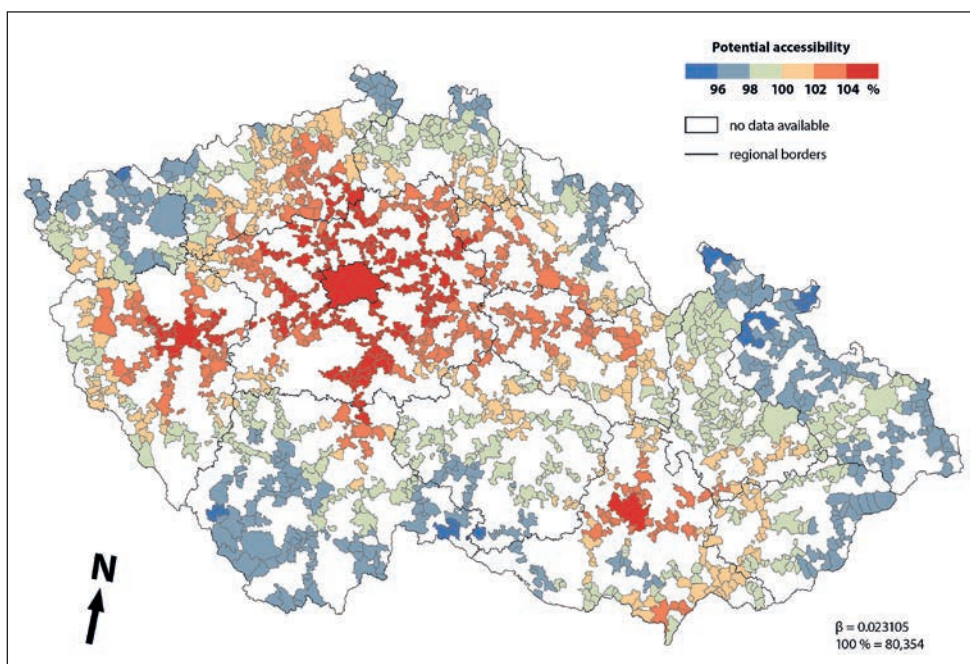 Potential accessibility
96 98 100 102 104 %
no data available
regional borders
N
β = 0.023105
100 % = 80,354